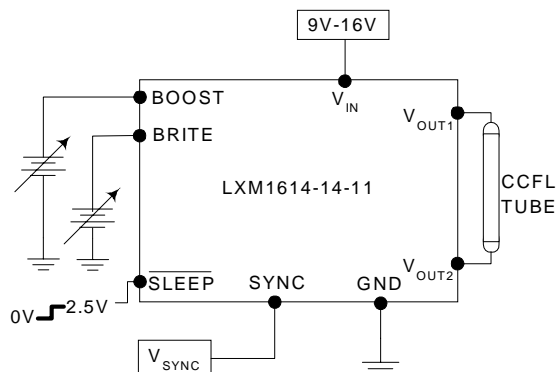 9V-16V
BOOST
V_IN
BRITE
V_OUT1
LXM1614-14-11
CCFL
TUBE
V_OUT2
SLEEP
SYNC
GND
0V 2.5V
V_SYNC